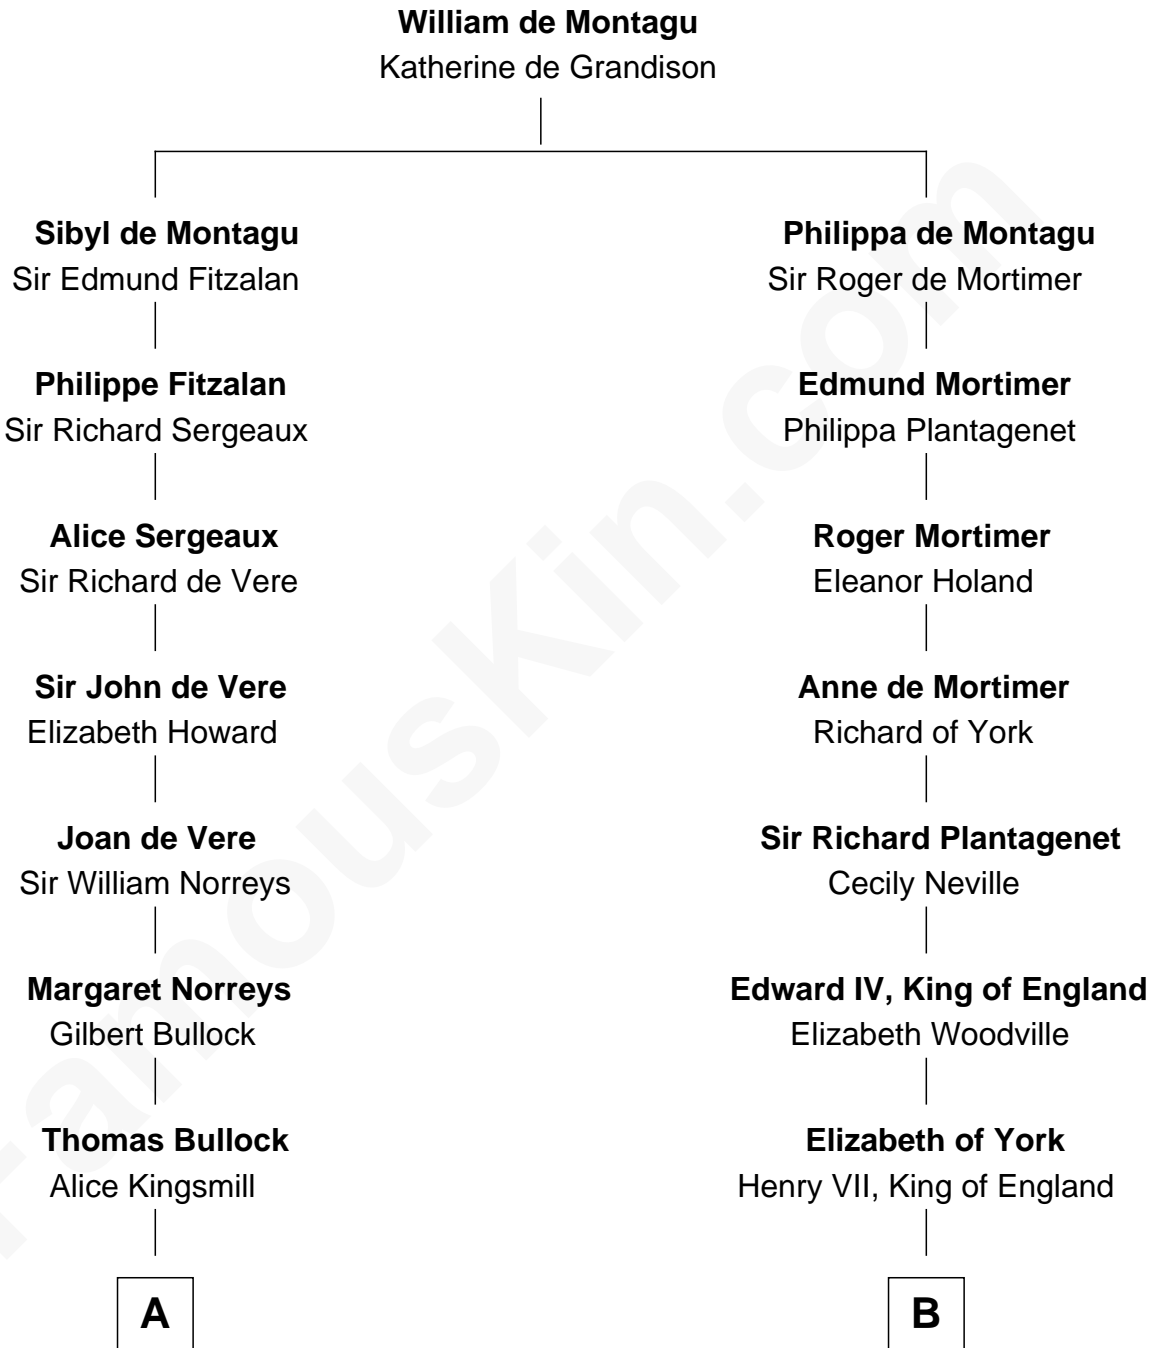 William de Montagu
Katherine de Grandison
Sibyl de Montagu
Sir Edmund Fitzalan
Philippa de Montagu
Sir Roger de Mortimer
Philippe Fitzalan
Sir Richard Sergeaux
Edmund Mortimer
Philippa Plantagenet
Alice Sergeaux
Sir Richard de Vere
Roger Mortimer
Eleanor Holand
Sir John de Vere
Elizabeth Howard
Anne de Mortimer
Richard of York
Joan de Vere
Sir William Norreys
Sir Richard Plantagenet
Cecily Neville
Margaret Norreys
Gilbert Bullock
Edward IV, King of England
Elizabeth Woodville
Thomas Bullock
Alice Kingsmill
Elizabeth of York
Henry VII, King of England
A
B
FamousKin.com